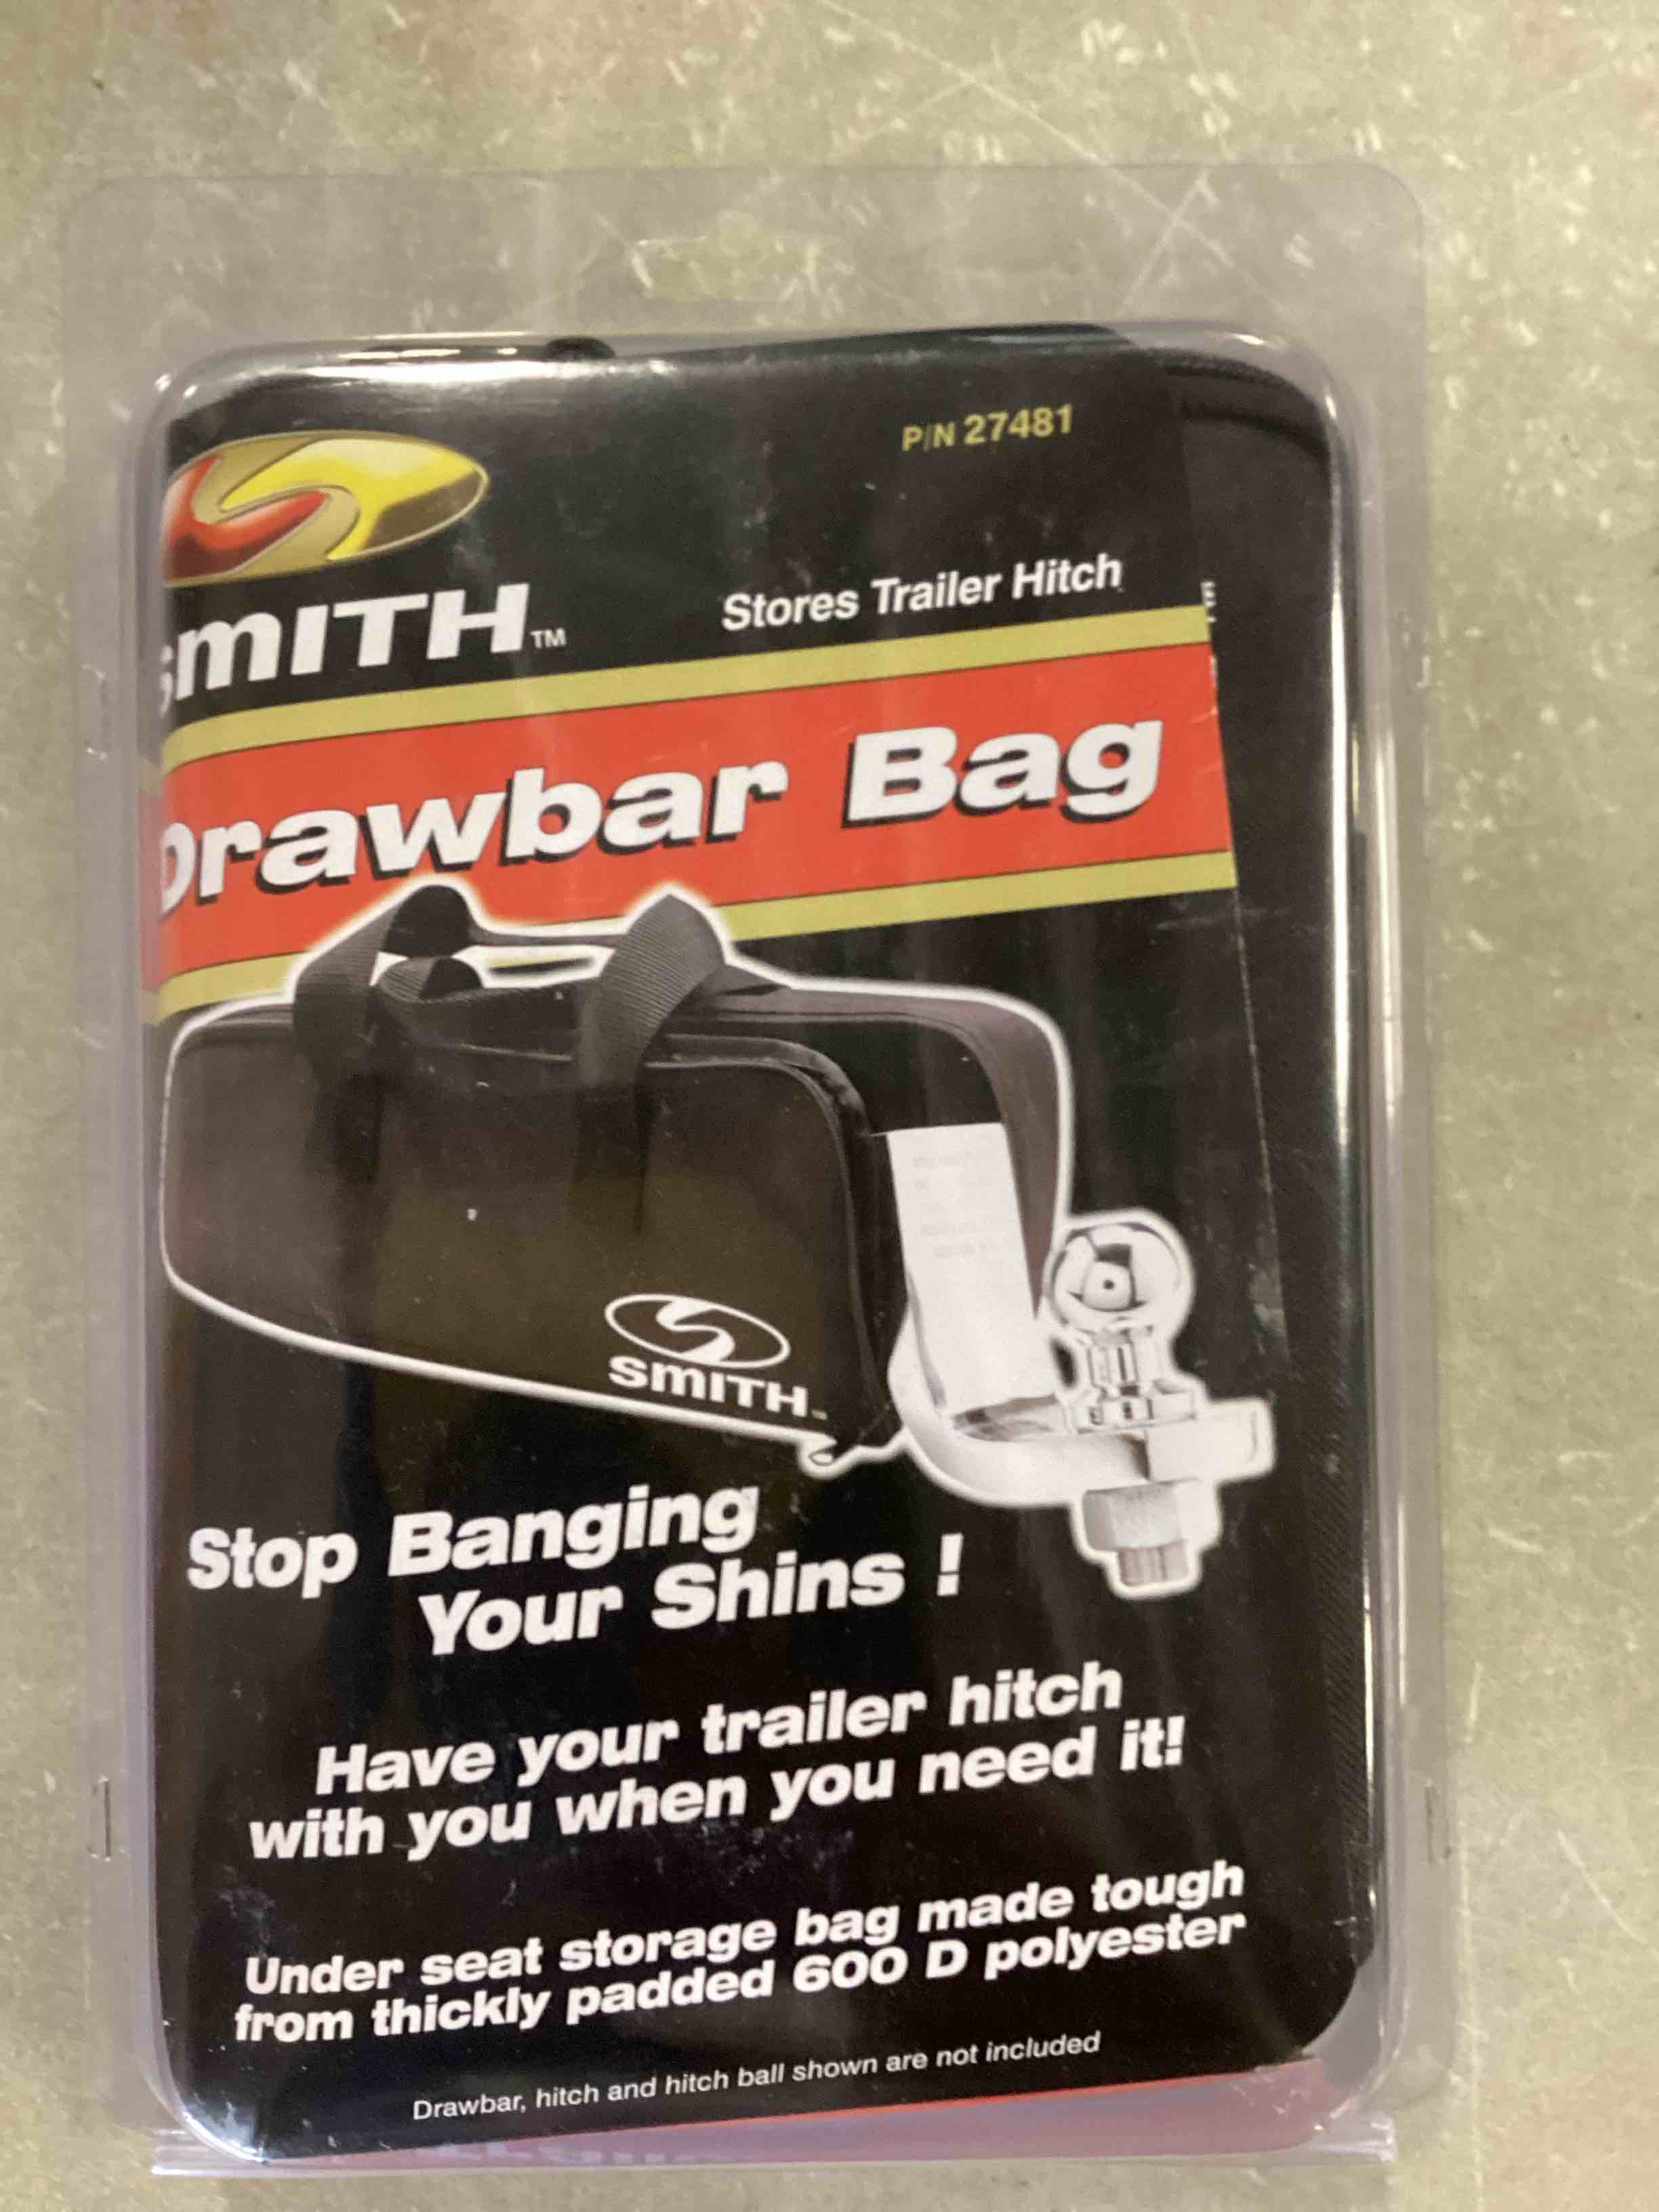 P/N 27481
SMITH™
Stores Trailer Hitch
Drawbar Bag
SMITH™
Stop Banging
Your Shins !
Have your trailer hitch
with you when you need it!
Under seat storage bag made tough
from thickly padded 600 D polyester
Drawbar, hitch and hitch ball shown are not included